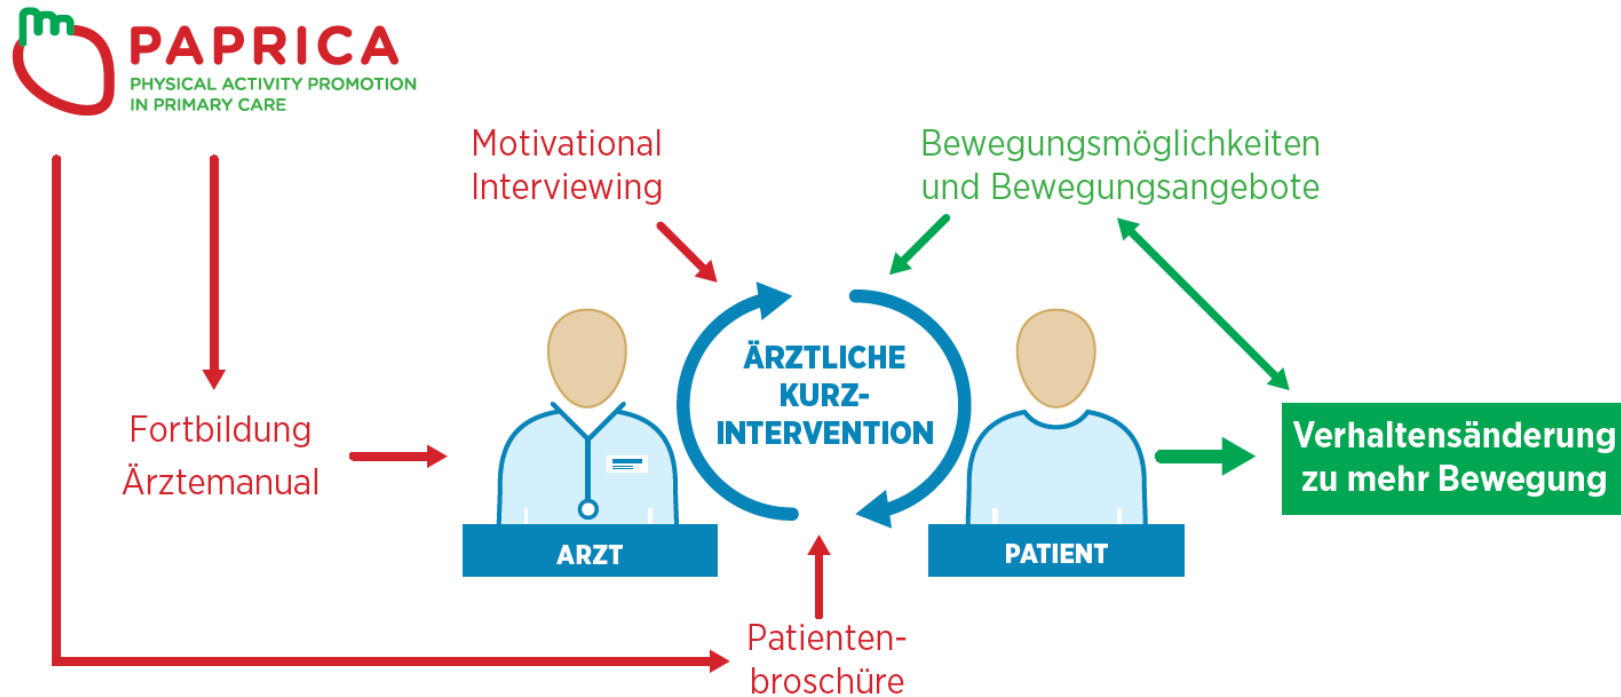 PAPRICA
PHYSICAL ACTIVITY PROMOTION
IN PRIMARY CARE
Motivational
Interviewing
Bewegungsmöglichkeiten
und Bewegungsangebote
ÄRZTLICHE
KURZ-
INTERVENTION
Fortbildung
Ärztemanual
Verhaltensänderung
zu mehr Bewegung
ARZT
PATIENT
Patienten-
broschüre